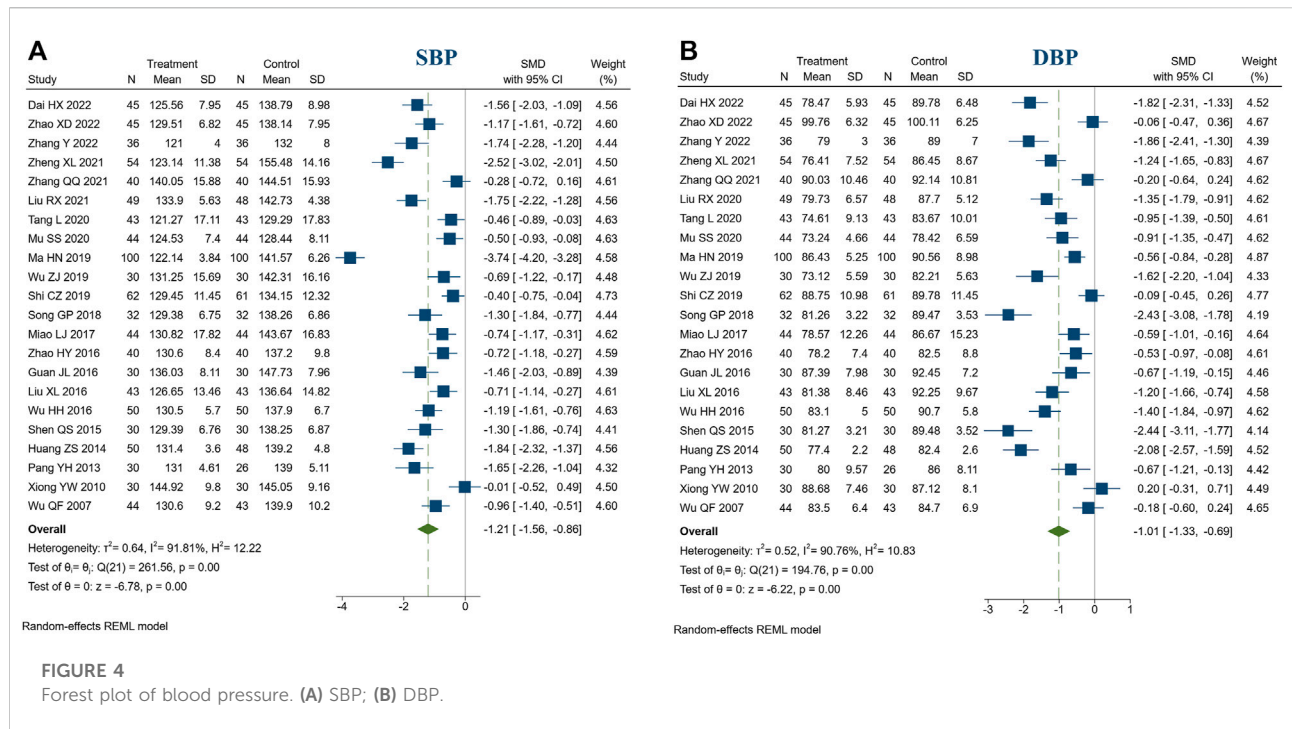 A
SBP
Treatment Control SMD Weight
Study N Mean SD N Mean SD with 95% CI (%)
Dai HX 2022 45 125.56 7.95 45 138.79 8.98 -1.56 [ -2.03, -1.09] 4.56
Zhao XD 2022 45 129.51 6.82 45 138.14 7.95 -1.17 [ -1.61, -0.72] 4.60
Zhang Y 2022 36 121 4 36 132 8 -1.74 [ -2.28, -1.20] 4.44
Zheng XL 2021 54 123.14 11.38 54 155.48 14.16 -2.52 [ -3.02, -2.01] 4.50
Zhang QQ 2021 40 140.05 15.88 40 144.51 15.93 -0.28 [ -0.72, 0.16] 4.61
Liu RX 2021 49 133.9 5.63 48 142.73 4.38 -1.75 [ -2.22, -1.28] 4.56
Tang L 2020 43 121.27 17.11 43 129.29 17.83 -0.46 [ -0.89, -0.03] 4.63
Mu SS 2020 44 124.53 7.4 44 128.44 8.11 -0.50 [ -0.93, -0.08] 4.63
Ma HN 2019 100 122.14 3.84 100 141.57 6.26 -3.74 [ -4.20, -3.28] 4.58
Wu ZJ 2019 30 131.25 15.69 30 142.31 16.16 -0.69 [ -1.22, -0.17] 4.48
Shi CZ 2019 62 129.45 11.45 61 134.15 12.32 -0.40 [ -0.75, -0.04] 4.73
Song GP 2018 32 129.38 6.75 32 138.26 6.86 -1.30 [ -1.84, -0.77] 4.44
Miao LJ 2017 44 130.82 17.82 44 143.67 16.83 -0.74 [ -1.17, -0.31] 4.62
Zhao HY 2016 40 130.6 8.4 40 137.2 9.8 -0.72 [ -1.18, -0.27] 4.59
Guan JL 2016 30 136.03 8.11 30 147.73 7.96 -1.46 [ -2.03, -0.89] 4.39
Liu XL 2016 43 126.65 13.46 43 136.64 14.82 -0.71 [ -1.14, -0.27] 4.61
Wu HH 2016 50 130.5 5.7 50 137.9 6.7 -1.19 [ -1.61, -0.76] 4.63
Shen QS 2015 30 129.39 6.76 30 138.25 6.87 -1.30 [ -1.86, -0.74] 4.41
Huang ZS 2014 50 131.4 3.6 48 139.2 4.8 -1.84 [ -2.32, -1.37] 4.56
Pang YH 2013 30 131 4.61 26 139 5.11 -1.65 [ -2.26, -1.04] 4.32
Xiong YW 2010 30 144.92 9.8 30 145.05 9.16 -0.01 [ -0.52, 0.49] 4.50
Wu QF 2007 44 130.6 9.2 43 139.9 10.2 -0.96 [ -1.40, -0.51] 4.60
Overall -1.21 [ -1.56, -0.86]
Heterogeneity: τ²= 0.64, I²= 91.81%, H²= 12.22
Test of θᵢ= θⱼ: Q(21) = 261.56, p = 0.00
Test of θ = 0: z = -6.78, p = 0.00
-4 -2 0
Random-effects REML model
B
DBP
Treatment Control SMD Weight
Study N Mean SD N Mean SD with 95% CI (%)
Dai HX 2022 45 78.47 5.93 45 89.78 6.48 -1.82 [ -2.31, -1.33] 4.52
Zhao XD 2022 45 99.76 6.32 45 100.11 6.25 -0.06 [ -0.47, 0.36] 4.67
Zhang Y 2022 36 79 3 36 89 7 -1.86 [ -2.41, -1.30] 4.39
Zheng XL 2021 54 76.41 7.52 54 86.45 8.67 -1.24 [ -1.65, -0.83] 4.67
Zhang QQ 2021 40 90.03 10.46 40 92.14 10.81 -0.20 [ -0.64, 0.24] 4.62
Liu RX 2020 49 79.73 6.57 48 87.7 5.12 -1.35 [ -1.79, -0.91] 4.62
Tang L 2020 43 74.61 9.13 43 83.67 10.01 -0.95 [ -1.39, -0.50] 4.61
Mu SS 2020 44 73.24 4.66 44 78.42 6.59 -0.91 [ -1.35, -0.47] 4.62
Ma HN 2019 100 86.43 5.25 100 90.56 8.98 -0.56 [ -0.84, -0.28] 4.87
Wu ZJ 2019 30 73.12 5.59 30 82.21 5.63 -1.62 [ -2.20, -1.04] 4.33
Shi CZ 2019 62 88.75 10.98 61 89.78 11.45 -0.09 [ -0.45, 0.26] 4.77
Song GP 2018 32 81.26 3.22 32 89.47 3.53 -2.43 [ -3.08, -1.78] 4.19
Miao LJ 2017 44 78.57 12.26 44 86.67 15.23 -0.59 [ -1.01, -0.16] 4.64
Zhao HY 2016 40 78.2 7.4 40 82.5 8.8 -0.53 [ -0.97, -0.08] 4.61
Guan JL 2016 30 87.39 7.98 30 92.45 7.2 -0.67 [ -1.19, -0.15] 4.46
Liu XL 2016 43 81.38 8.46 43 92.25 9.67 -1.20 [ -1.66, -0.74] 4.58
Wu HH 2016 50 83.1 5 50 90.7 5.8 -1.40 [ -1.84, -0.97] 4.62
Shen QS 2015 30 81.27 3.21 30 89.48 3.52 -2.44 [ -3.11, -1.77] 4.14
Huang ZS 2014 50 77.4 2.2 48 82.4 2.6 -2.08 [ -2.57, -1.59] 4.52
Pang YH 2013 30 80 9.57 26 86 8.11 -0.67 [ -1.21, -0.13] 4.42
Xiong YW 2010 30 88.68 7.46 30 87.12 8.1 0.20 [ -0.31, 0.71] 4.49
Wu QF 2007 44 83.5 6.4 43 84.7 6.9 -0.18 [ -0.60, 0.24] 4.65
Overall -1.01 [ -1.33, -0.69]
Heterogeneity: τ²= 0.52, I²= 90.76%, H²= 10.83
Test of θᵢ= θⱼ: Q(21) = 194.76, p = 0.00
Test of θ = 0: z = -6.22, p = 0.00
-3 -2 -1 0 1
Random-effects REML model
FIGURE 4
Forest plot of blood pressure. (A) SBP; (B) DBP.